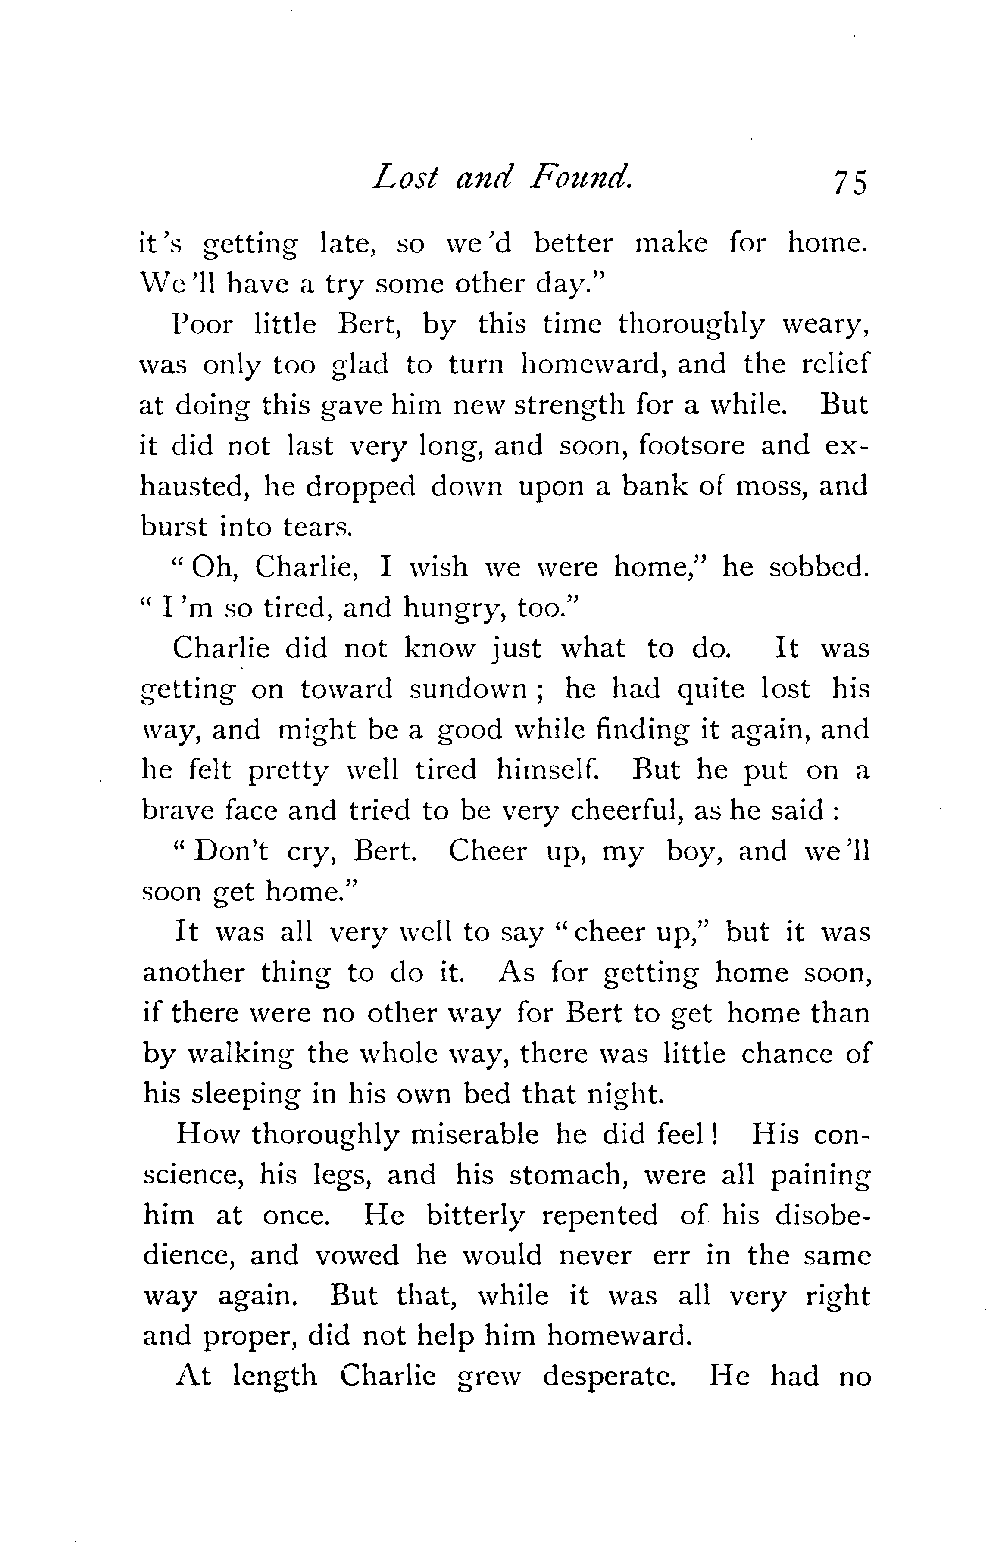 Lost and Found. 75
it's getting late, so we'd better make for home.
We'll have a try some other day."
Poor little Bert, by this time thoroughly weary,
was only too glad to turn homeward, and the relief
at doing this gave him new strength for a while. But
it did not last very long, and soon, footsore and ex-
hausted, he dropped down upon a bank of moss, and
burst into tears.
"Oh, Charlie, I wish we were home," he sobbed.
"I'm so tired, and hungry, too."
Charlie did not know just what to do. It was
getting on toward sundown; he had quite lost his
way, and might be a good while finding it again, and
he felt pretty well tired himself. But he put on a
brave face and tried to be very cheerful, as he said:
"Don't cry, Bert. Cheer up, my boy, and we'll
soon get home."
It was all very well to say "cheer up," but it was
another thing to do it. As for getting home soon,
if there were no other way for Bert to get home than
by walking the whole way, there was little chance of
his sleeping in his own bed that night.
How thoroughly miserable he did feel! His con-
science, his legs, and his stomach, were all paining
him at once. He bitterly repented of his disobe-
dience, and vowed he would never err in the same
way again. But that, while it was all very right
and proper, did not help him homeward.
At length Charlie grew desperate. He had no